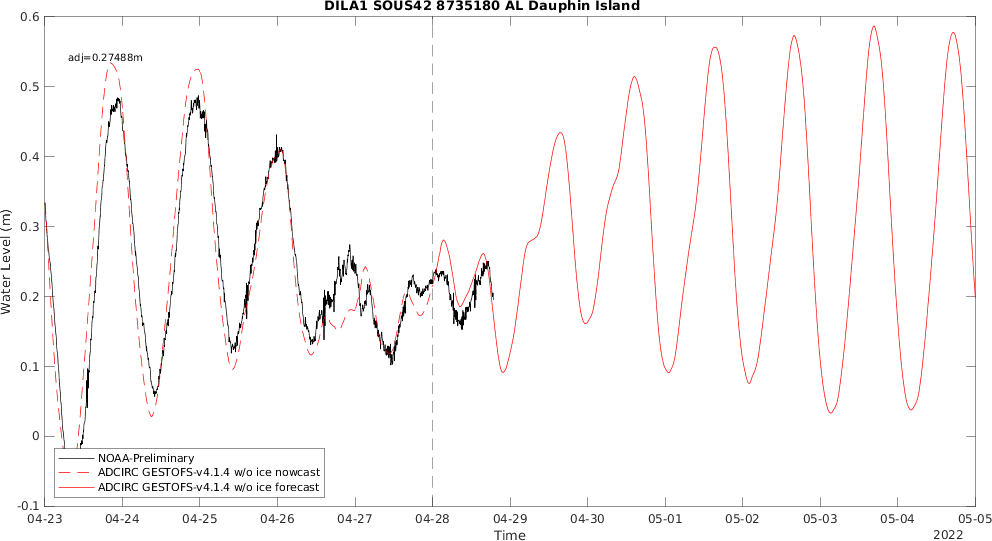 DILA1 SOUS42 8735180 AL Dauphin Island
adj=0.27488m
0.6
0.5
0.4
0.3
0.2
0.1
0
-0.1
Water Level (m)
NOAA-Preliminary
ADCIRC GESTOFS-v4.1.4 w/o ice nowcast
ADCIRC GESTOFS-v4.1.4 w/o ice forecast
04-23 04-24 04-25 04-26 04-27 04-28 04-29 04-30 05-01 05-02 05-03 05-04 05-05
Time
2022